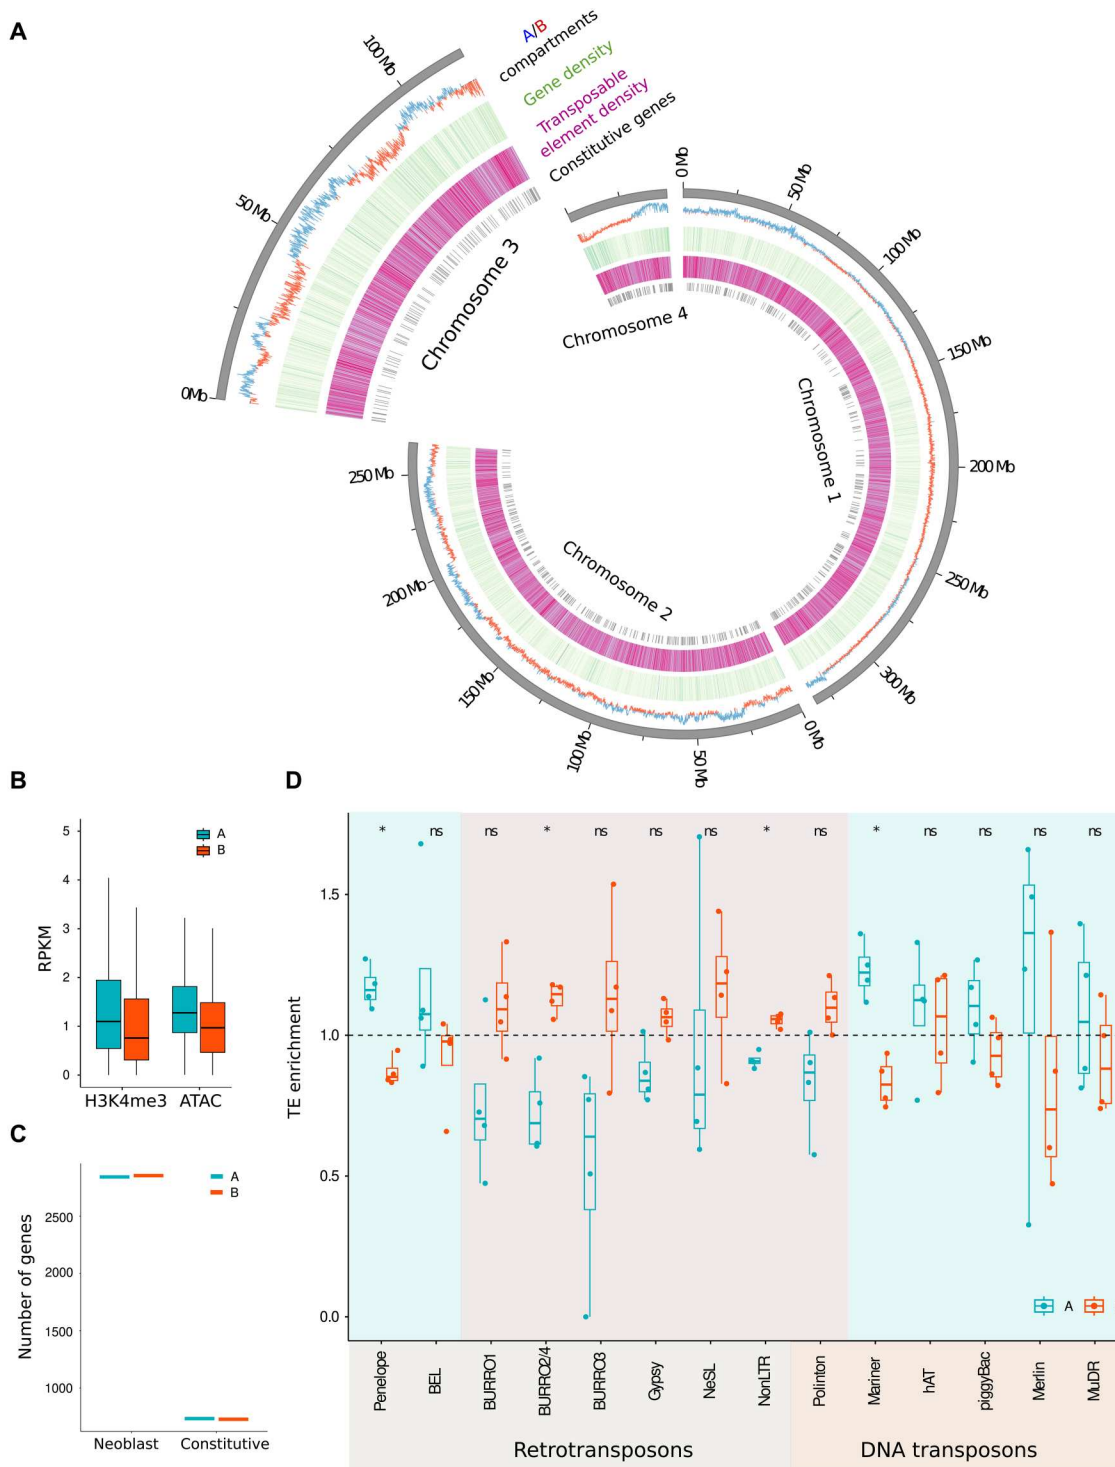 A
A/B
compartments
Gene density
Transposable
element density
Constitutive genes
0Mb
50 Mb
100 Mb
Chromosome 3
Chromosome 4
0 Mb
50 Mb
100 Mb
150 Mb
200 Mb
250 Mb
300 Mb
Chromosome 1
0 Mb
50 Mb
100 Mb
150 Mb
200 Mb
250 Mb
Chromosome 2
B
RPKM
5
4
3
2
1
0
A
B
H3K4me3 ATAC
C
Number of genes
2500
2000
1500
1000
A
B
Neoblast Constitutive
D
TE enrichment
1.5
1.0
0.5
0.0
* ns ns * ns ns ns * ns * ns ns ns ns
A
Penelope
BEL
BURRO1
BURRO2/4
BURRO3
Gypsy
NeSL
NonLTR
Polinton
Mariner
hAT
piggyBac
Merlin
MuDR
Retrotransposons
DNA transposons